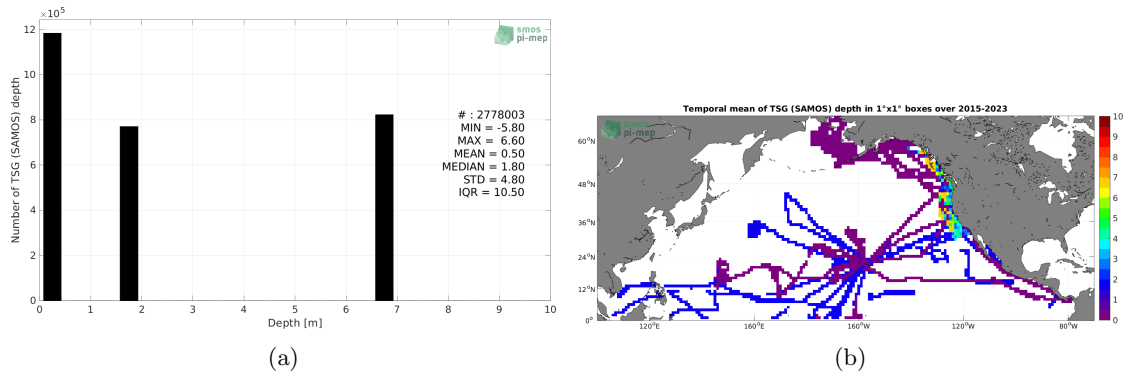 ×10⁵
12
10
8
6
4
2
0
Number of TSG (SAMOS) depth
smos
pi-mep
# : 2778003
MIN = -5.80
MAX = 6.60
MEAN = 0.50
MEDIAN = 1.80
STD = 4.80
IQR = 10.50
0 1 2 3 4 5 6 7 8 9 10
Depth [m]
(a)
Temporal mean of TSG (SAMOS) depth in 1°x1° boxes over 2015-2023
smos
pi-mep
60°N
48°N
36°N
24°N
12°N
0°
120°E 160°E 160°W 120°W 80°W
10
9
8
7
6
5
4
3
2
1
0
(b)